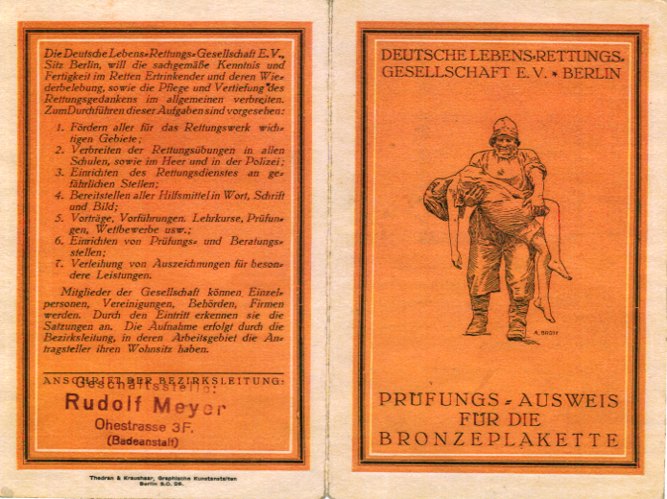 Die Deutsche Lebens-Rettungs-Gesellschaft E.V.,
Sitz Berlin, will die sachgemäße Kenntnis und
Fertigkeit im Retten Ertrinkender und deren Wie-
derbelebung, sowie die Pflege und Vertiefung des
Rettungsgedankens im allgemeinen verbreiten.
Zum Durchführen dieser Aufgaben sind vorgesehen:
1. Fördern aller für das Rettungswerk wich-
tigen Gebiete;
2. Verbreiten der Rettungsübungen in allen
Schulen, sowie im Heer und in der Polizei;
3. Einrichten des Rettungsdienstes an ge-
fährlichen Stellen;
4. Bereitstellen aller Hilfsmittel in Wort, Schrift
und Bild;
5. Vorträge, Vorführungen, Lehrkurse, Prüfun-
gen, Wettbewerbe usw.;
6. Einrichten von Prüfungs- und Beratungs-
stellen;
7. Verleihung von Auszeichnungen für beson-
dere Leistungen.
Mitglieder der Gesellschaft können Einzel-
personen, Vereinigungen, Behörden, Firmen
werden. Durch den Eintritt erkennen sie die
Satzungen an. Die Aufnahme erfolgt durch die
Bezirksleitung, in deren Arbeitsgebiet die An-
tragsteller ihren Wohnsitz haben.
ANSCHRIFT DER BEZIRKSLEITUNG:
Geschäftsstelle:
Rudolf Meyer
Ohestrasse 3F.
(Badeanstalt)
Thedran & Kraushaar, Graphische Kunstanstalten
Berlin S.O. 26.
DEUTSCHE LEBENS-RETTUNGS-
GESELLSCHAFT E.V. * BERLIN
PRÜFUNGS-AUSWEIS
FÜR DIE
BRONZEPLAKETTE